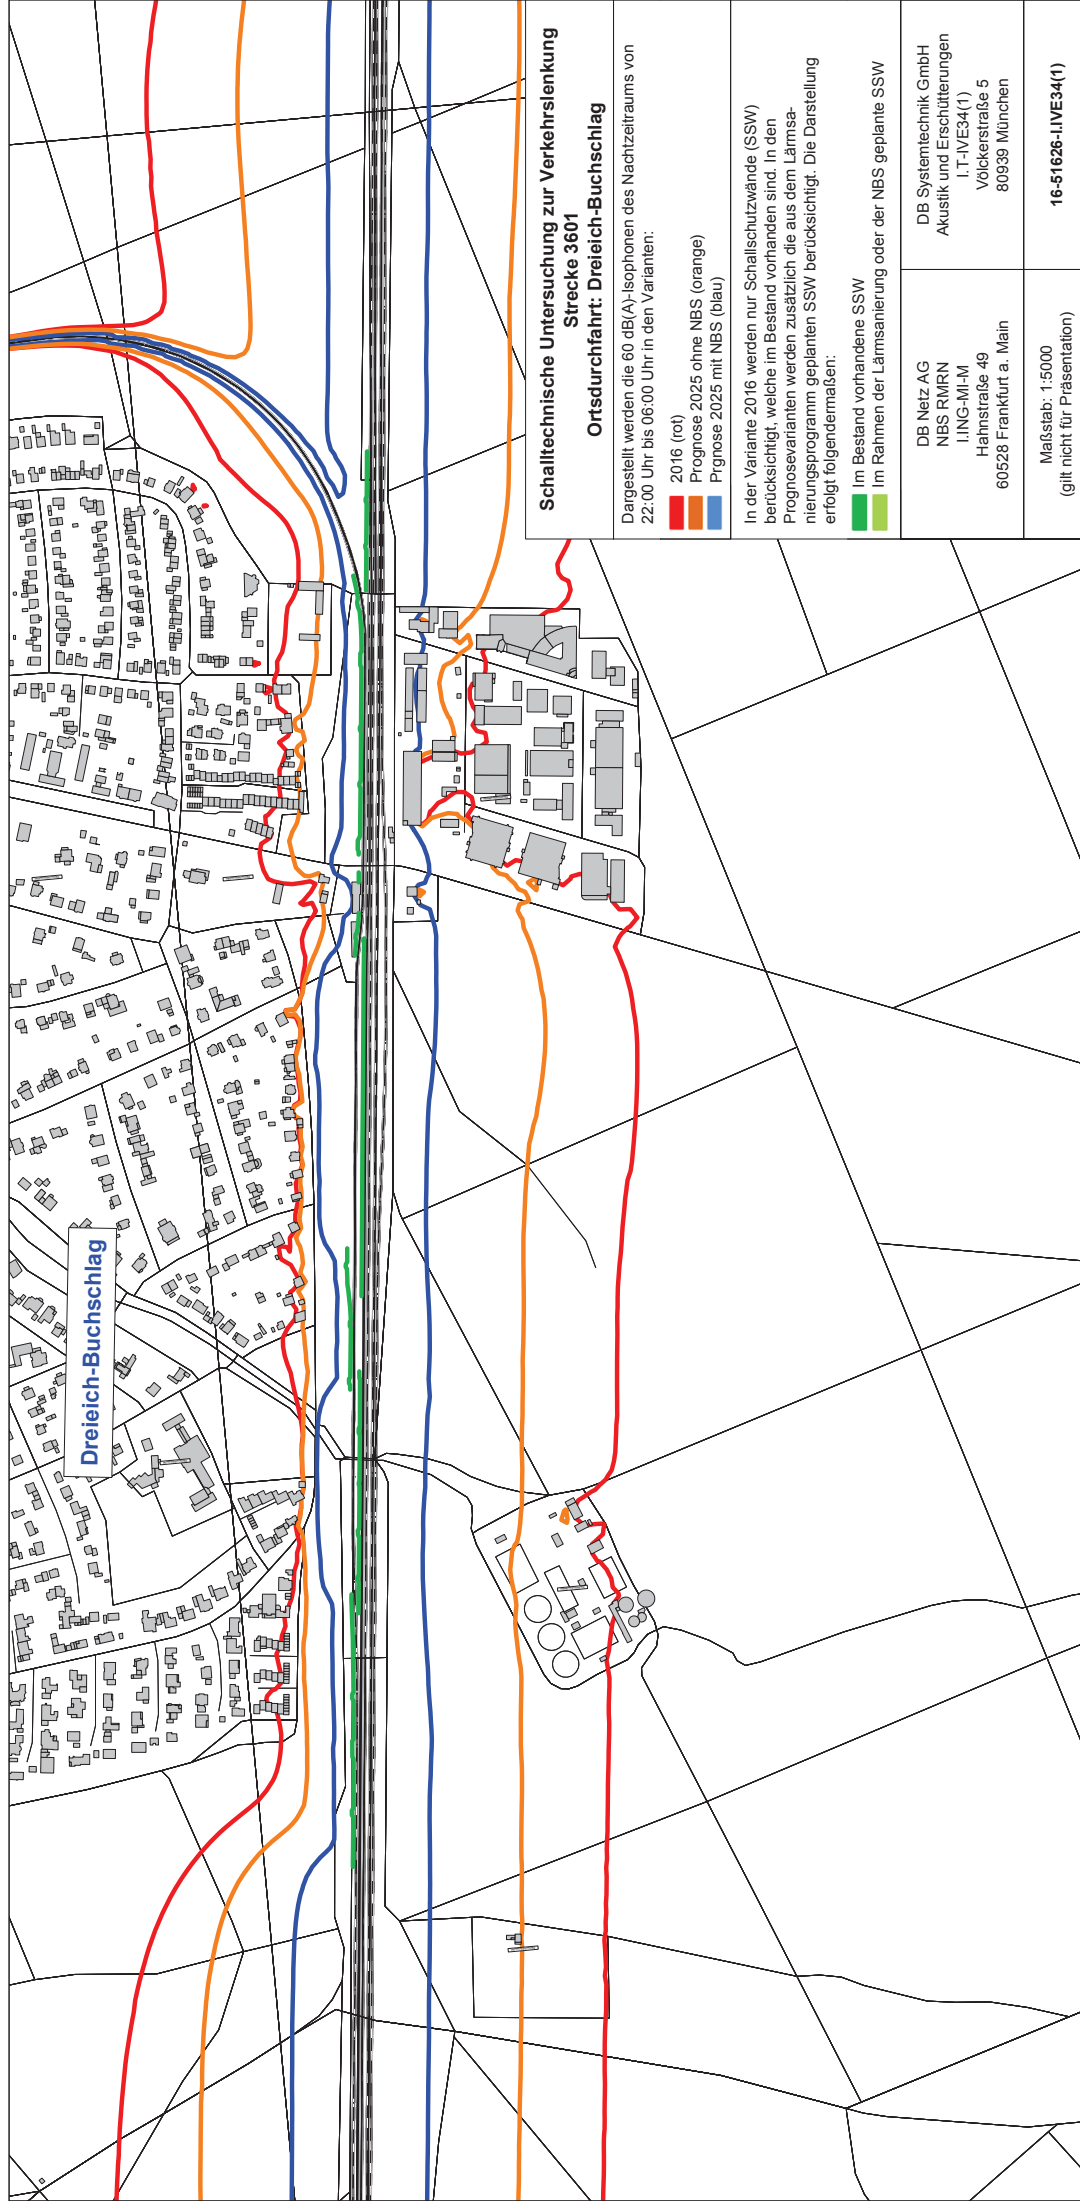 Dreieich-Buchschlag
Schalltechnische Untersuchung zur Verkehrslenkung
Strecke 3601
Ortsdurchfahrt: Dreieich-Buchschlag
Dargestellt werden die 60 dB(A)-Isophonen des Nachtzeitraums von
22:00 Uhr bis 06:00 Uhr in den Varianten:
2016 (rot)
Prognose 2025 ohne NBS (orange)
Prgnose 2025 mit NBS (blau)
In der Variante 2016 werden nur Schallschutzwände (SSW)
berücksichtigt, welche im Bestand vorhanden sind. In den
Prognosevarianten werden zusätzlich die aus dem Lärmsa-
nierungsprogramm geplanten SSW berücksichtigt. Die Darstellung
erfolgt folgendermaßen:
Im Bestand vorhandene SSW
Im Rahmen der Lärmsanierung oder der NBS geplante SSW
DB Netz AG
NBS RMRN
I.ING-MI-M
Hahnstraße 49
60528 Frankfurt a. Main
DB Systemtechnik GmbH
Akustik und Erschütterungen
I.T-IVE34(1)
Völckerstraße 5
80939 München
Maßstab: 1:5000
(gilt nicht für Präsentation)
16-51626-I.IVE34(1)